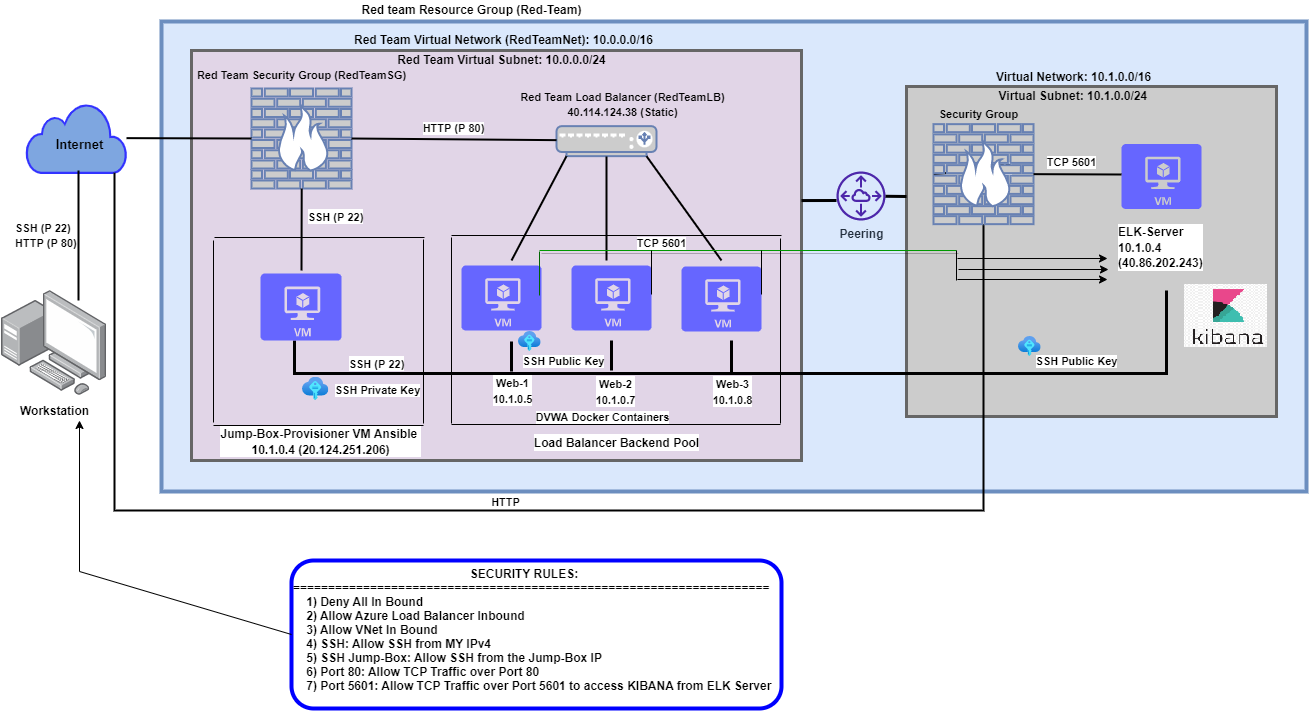 Red team Resource Group (Red-Team)
Red Team Virtual Network (RedTeamNet): 10.0.0.0/16
Red Team Virtual Subnet: 10.0.0.0/24
Red Team Security Group (RedTeamSG)
Red Team Load Balancer (RedTeamLB)
40.114.124.38 (Static)
HTTP (P 80)
Internet
SSH (P 22)
HTTP (P 80)
Workstation
SSH (P 22)
VM
SSH (P 22)
SSH Private Key
Jump-Box-Provisioner VM Ansible
10.1.0.4 (20.124.251.206)
TCP 5601
VM
VM
VM
SSH Public Key
Web-1
10.1.0.5
Web-2
10.1.0.7
Web-3
10.1.0.8
DVWA Docker Containers
Load Balancer Backend Pool
Peering
Virtual Network: 10.1.0.0/16
Virtual Subnet: 10.1.0.0/24
Security Group
TCP 5601
VM
ELK-Server
10.1.0.4
(40.86.202.243)
kibana
SSH Public Key
HTTP
SECURITY RULES:
=====================================================================
1) Deny All In Bound
2) Allow Azure Load Balancer Inbound
3) Allow VNet In Bound
4) SSH: Allow SSH from MY IPv4
5) SSH Jump-Box: Allow SSH from the Jump-Box IP
6) Port 80: Allow TCP Traffic over Port 80
7) Port 5601: Allow TCP Traffic over Port 5601 to access KIBANA from ELK Server